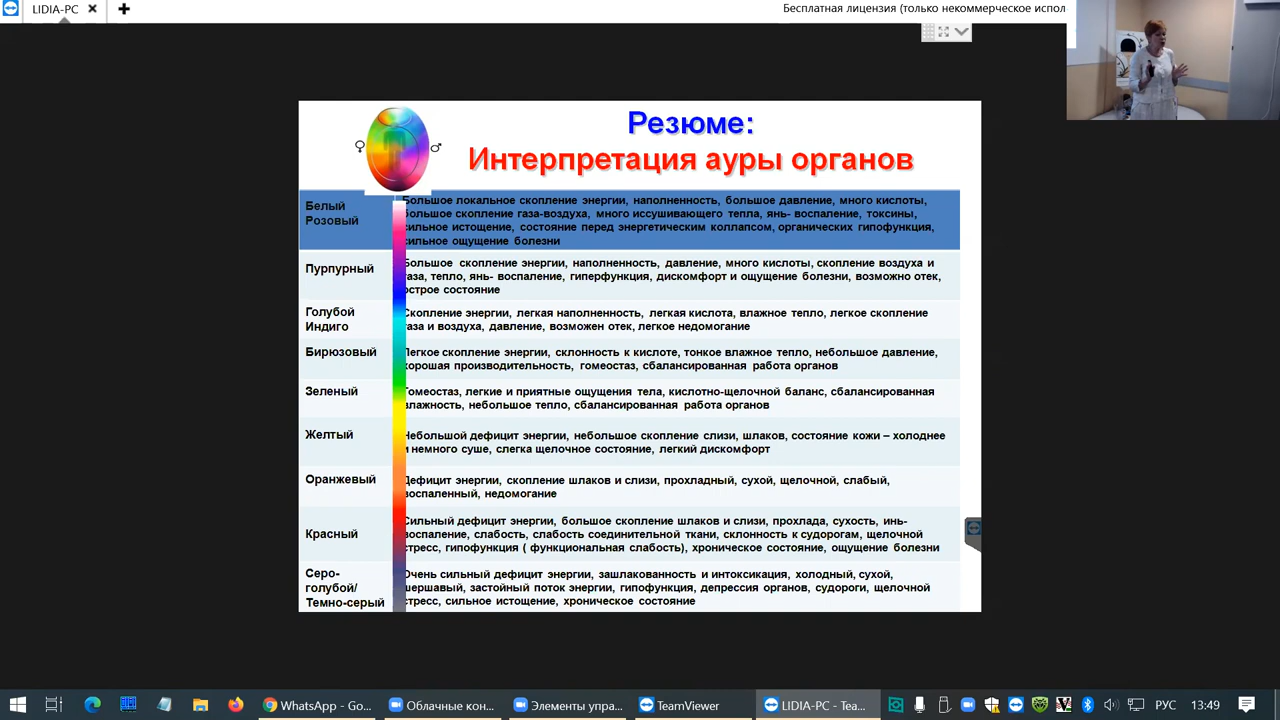 LIDIA-PC
Бесплатная лицензия (только некоммерческое испол
Резюме:
Интерпретация ауры органов
Белый
Розовый
Большое локальное скопление энергии, наполненность, большое давление, много кислоты,
большое скопление газа-воздуха, много иссушивающего тепла, янь- воспаление, токсины,
сильное истощение, состояние перед энергетическим коллапсом, органических гипофункция,
сильное ощущение болезни
Пурпурный
Большое скопление энергии, наполненность, давление, много кислоты, скопление воздуха и
газа, тепло, янь- воспаление, гиперфункция, дискомфорт и ощущение болезни, возможно отек,
острое состояние
Голубой
Индиго
Скопление энергии, легкая наполненность, легкая кислота, влажное тепло, легкое скопление
газа и воздуха, давление, возможен отек, легкое недомогание
Бирюзовый
Легкое скопление энергии, склонность к кислоте, тонкое влажное тепло, небольшое давление,
хорошая производительность, гомеостаз, сбалансированная работа органов
Зеленый
Гомеостаз, легкие и приятные ощущения тела, кислотно-щелочной баланс, сбалансированная
влажность, небольшое тепло, сбалансированная работа органов
Желтый
Небольшой дефицит энергии, небольшое скопление слизи, шлаков, состояние кожи – холоднее
и немного суше, слегка щелочное состояние, легкий дискомфорт
Оранжевый
Дефицит энергии, скопление шлаков и слизи, прохладный, сухой, щелочной, слабый,
воспаленный, недомогание
Красный
Сильный дефицит энергии, большое скопление шлаков и слизи, прохлада, сухость, инь-
воспаление, слабость, слабость соединительной ткани, склонность к судорогам, щелочной
стресс, гипофункция ( функциональная слабость), хроническое состояние, ощущение болезни
Серо-
голубой/
Темно-серый
Очень сильный дефицит энергии, зашлакованность и интоксикация, холодный, сухой,
шершавый, застойный поток энергии, гипофункция, депрессия органов, судороги, щелочной
стресс, сильное истощение, хроническое состояние
WhatsApp - Go...
Облачные кон...
Элементы упра...
TeamViewer
LIDIA-PC - Tea...
РУС
13:49